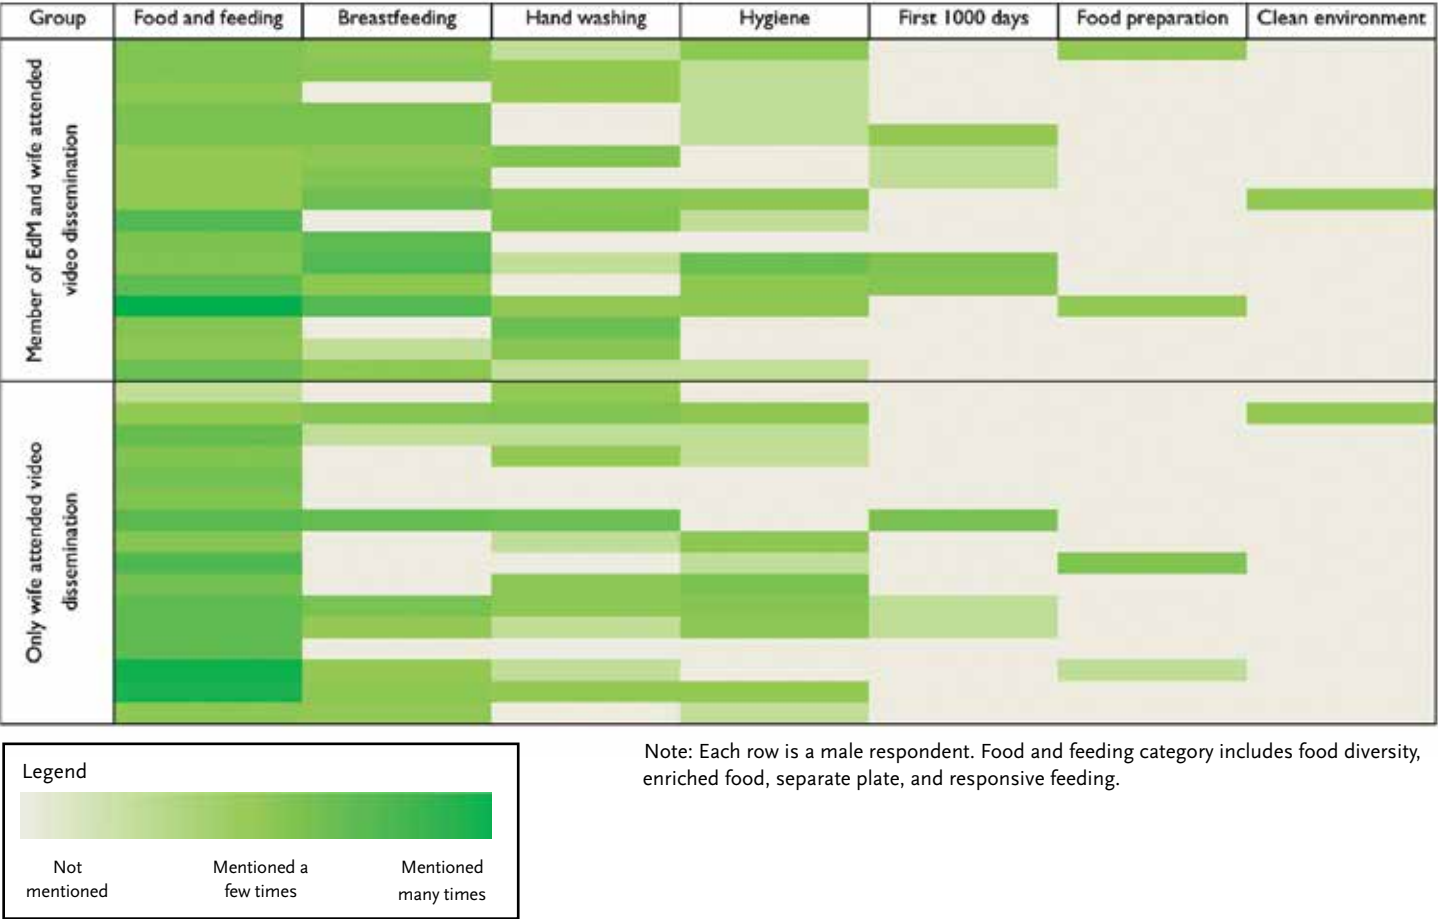 Group Food and feeding Breastfeeding Hand washing Hygiene First 1000 days Food preparation Clean environment
Member of EdM and wife attended
video dissemination
Only wife attended video
dissemination
Legend
Not
mentioned
Mentioned a
few times
Mentioned
many times
Note: Each row is a male respondent. Food and feeding category includes food diversity,
enriched food, separate plate, and responsive feeding.